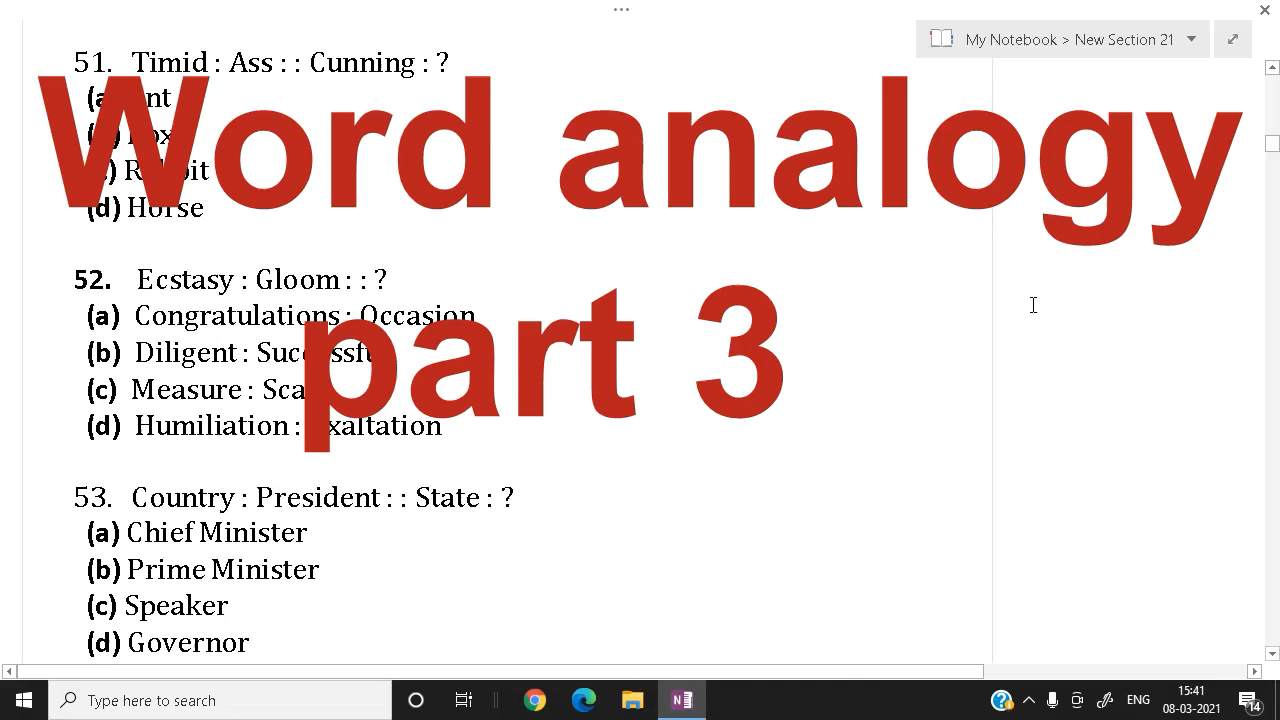 My Notebook > New Section 21
51. Timid : Ass : : Cunning : ?
Word analogy
(d) Horse
52. Ecstasy : Gloom : : ?
(a) Congratulations : Occasion
part 3
(b) Diligent :
(c) Measure :
(d) Humiliation : Exaltation
53. Country : President : : State : ?
(a) Chief Minister
(b) Prime Minister
(c) Speaker
(d) Governor
Type here to search
ENG
15:41
08-03-2021
14